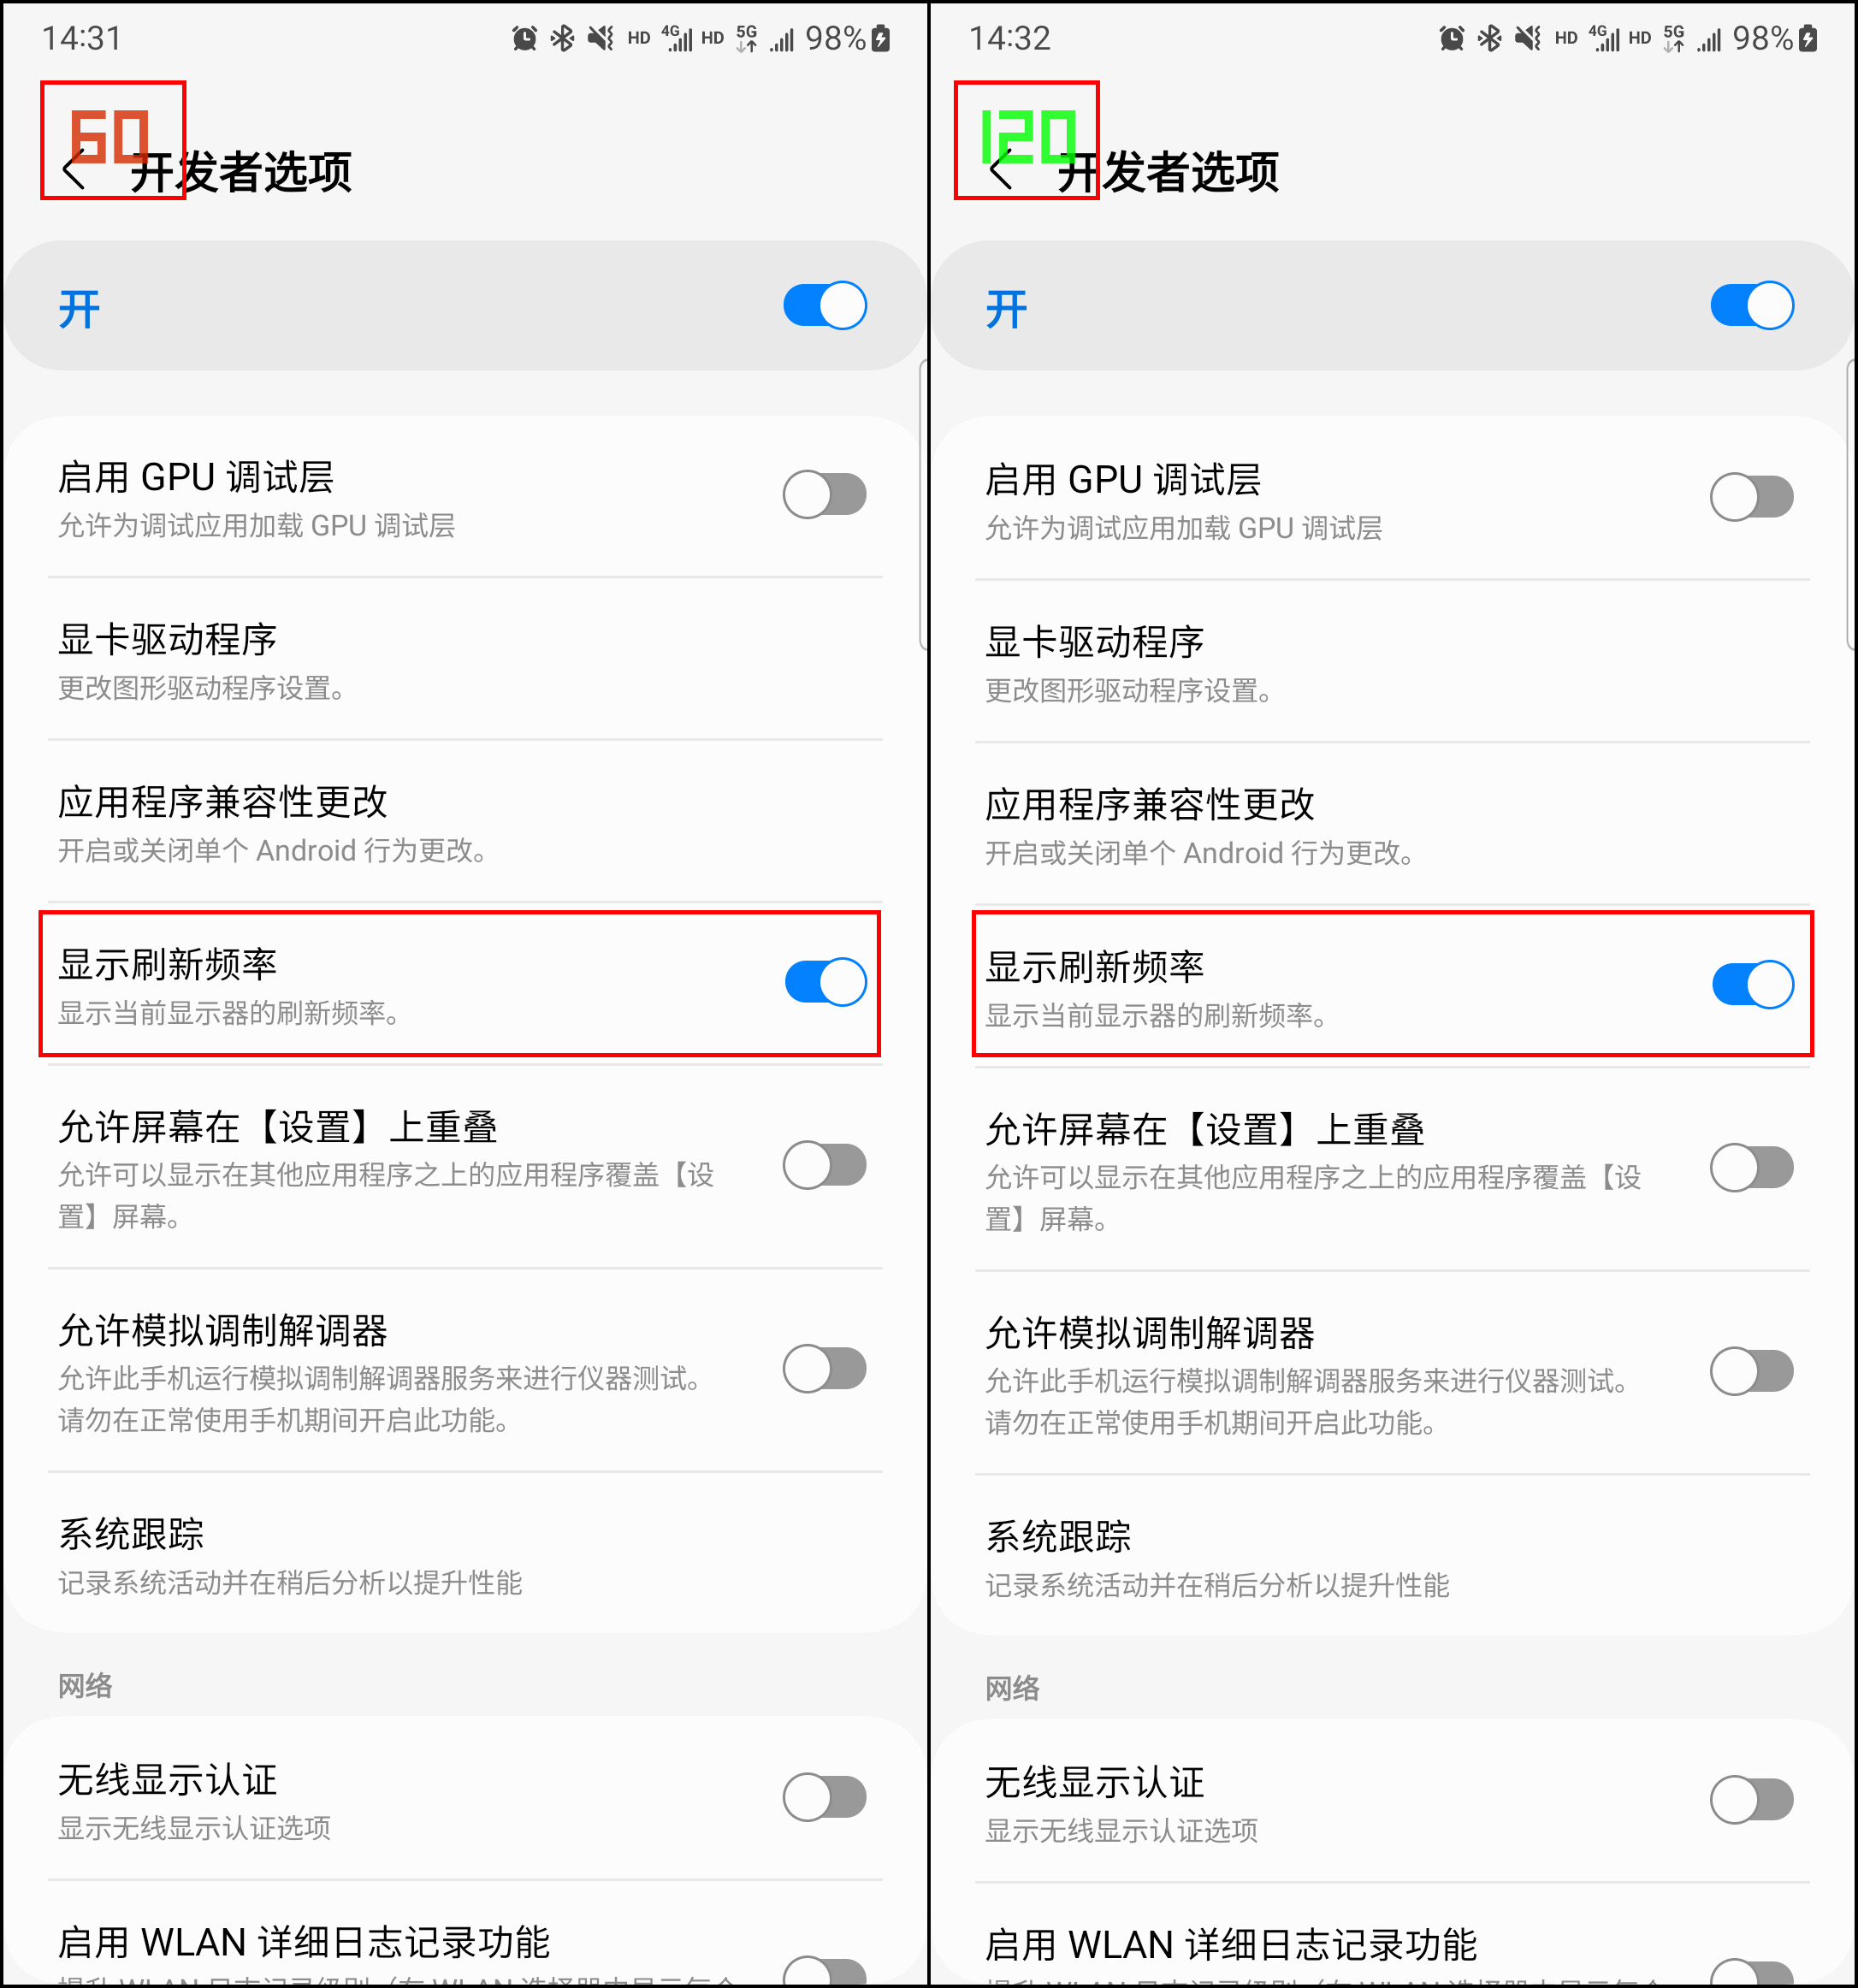 14:31 HD 4G HD 5G 98%
60
开发者选项
开
启用 GPU 调试层
允许为调试应用加载 GPU 调试层
显卡驱动程序
更改图形驱动程序设置。
应用程序兼容性更改
开启或关闭单个 Android 行为更改。
显示刷新频率
显示当前显示器的刷新频率。
允许屏幕在【设置】上重叠
允许可以显示在其他应用程序之上的应用程序覆盖【设
置】屏幕。
允许模拟调制解调器
允许此手机运行模拟调制解调器服务来进行仪器测试。
请勿在正常使用手机期间开启此功能。
系统跟踪
记录系统活动并在稍后分析以提升性能
网络
无线显示认证
显示无线显示认证选项
启用 WLAN 详细日志记录功能
14:32 HD 4G HD 5G 98%
120
开发者选项
开
启用 GPU 调试层
允许为调试应用加载 GPU 调试层
显卡驱动程序
更改图形驱动程序设置。
应用程序兼容性更改
开启或关闭单个 Android 行为更改。
显示刷新频率
显示当前显示器的刷新频率。
允许屏幕在【设置】上重叠
允许可以显示在其他应用程序之上的应用程序覆盖【设
置】屏幕。
允许模拟调制解调器
允许此手机运行模拟调制解调器服务来进行仪器测试。
请勿在正常使用手机期间开启此功能。
系统跟踪
记录系统活动并在稍后分析以提升性能
网络
无线显示认证
显示无线显示认证选项
启用 WLAN 详细日志记录功能